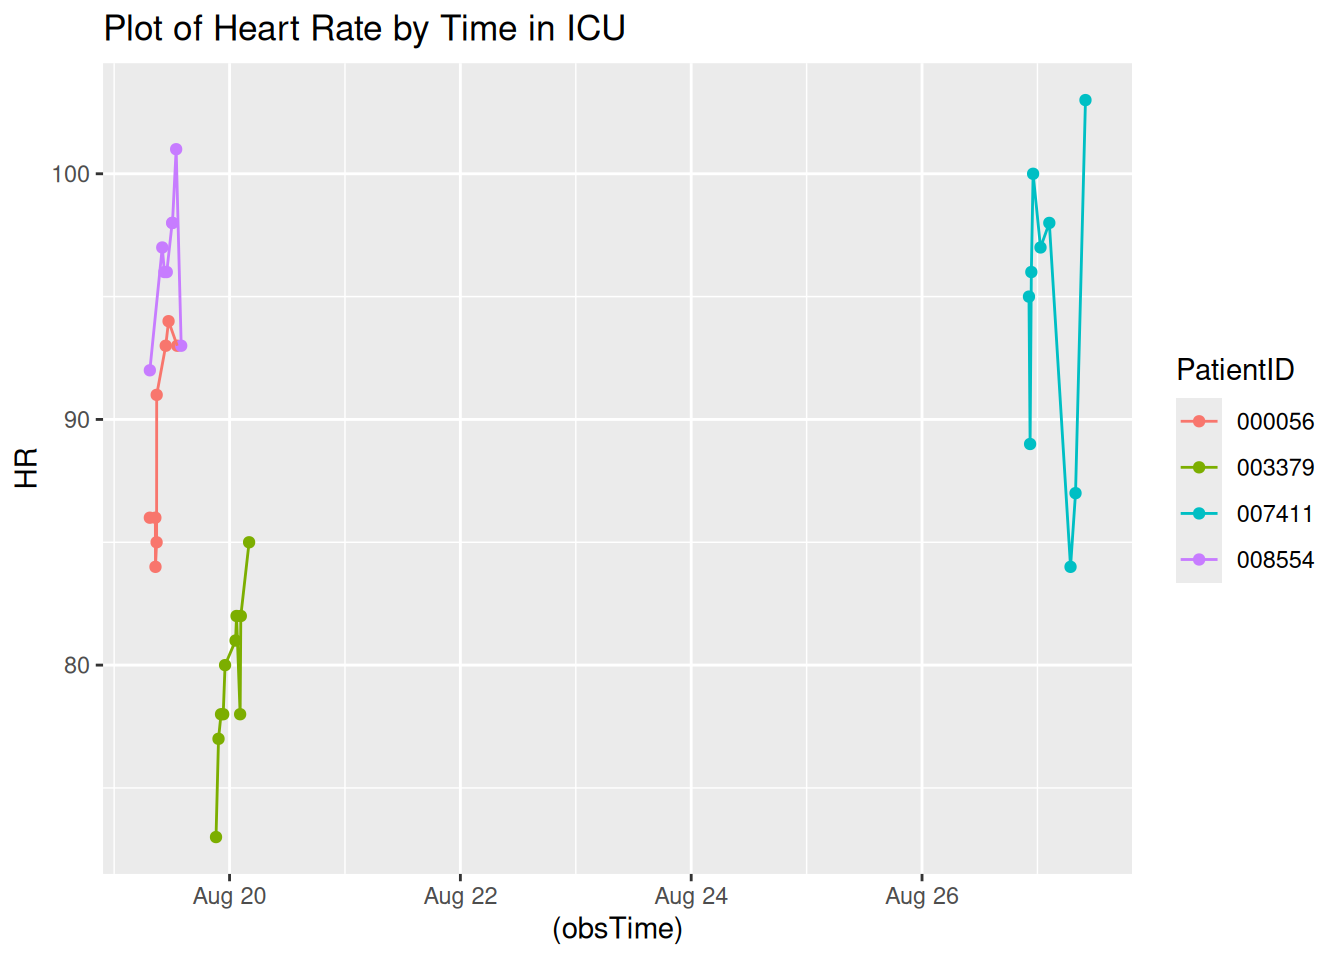 Plot of Heart Rate by Time in ICU
100
90
80
HR
Aug 20
Aug 22
Aug 24
Aug 26
(obsTime)
PatientID
000056
003379
007411
008554